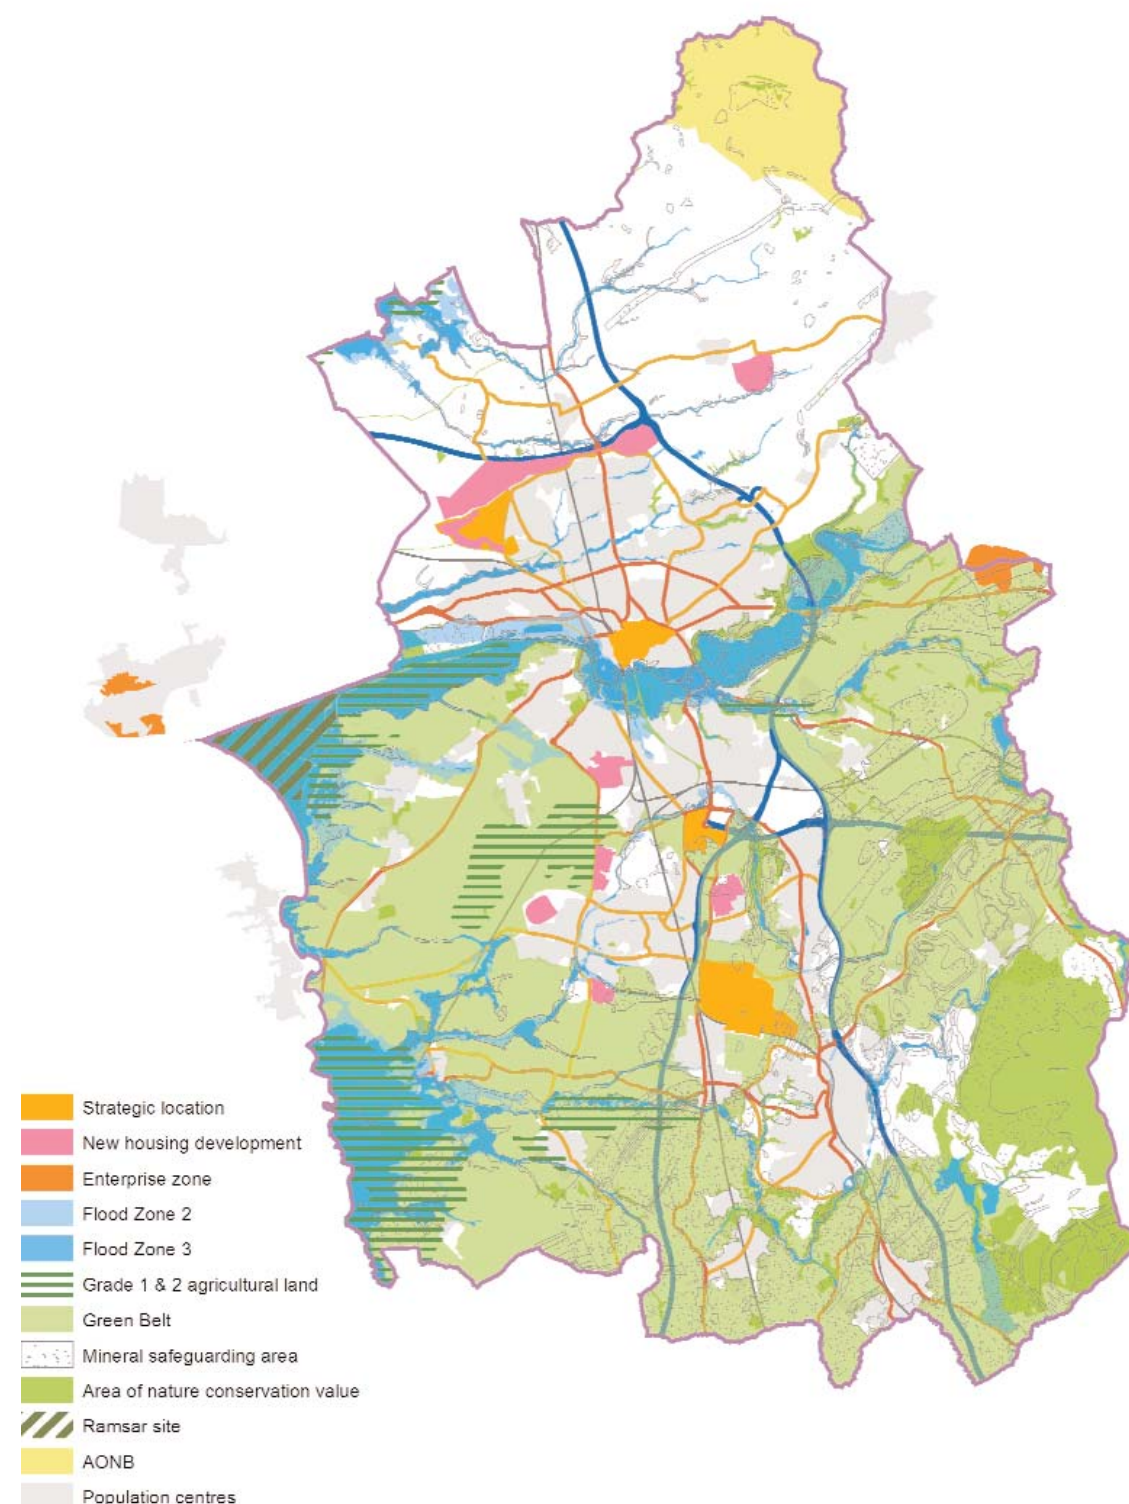 Strategic location
New housing development
Enterprise zone
Flood Zone 2
Flood Zone 3
Grade 1 & 2 agricultural land
Green Belt
Mineral safeguarding area
Area of nature conservation value
Ramsar site
AONB
Population centres